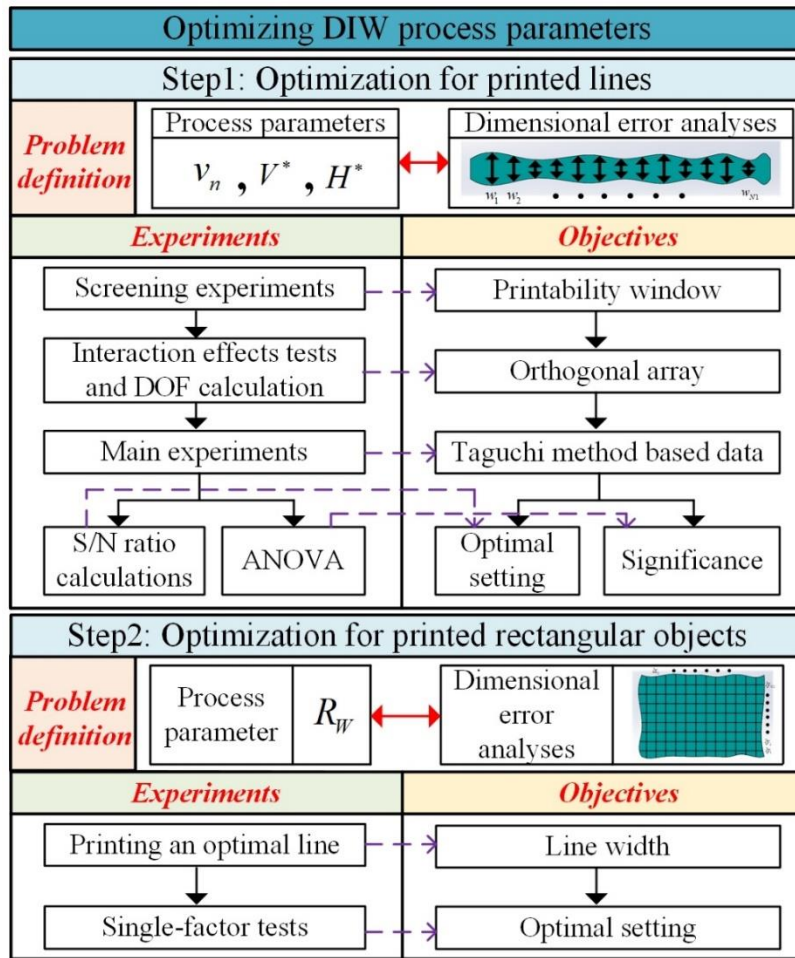 Optimizing DIW process parameters
Step1: Optimization for printed lines
Problem
definition
Process parameters
vₙ , V* , H*
Dimensional error analyses
w₁ w₂
Experiments
Objectives
Screening experiments
Printability window
Interaction effects tests
and DOF calculation
Orthogonal array
Main experiments
Taguchi method based data
S/N ratio
calculations
ANOVA
Optimal
setting
Significance
Step2: Optimization for printed rectangular objects
Problem
definition
Process
parameter
R_W
Dimensional
error
analyses
Experiments
Objectives
Printing an optimal line
Line width
Single-factor tests
Optimal setting